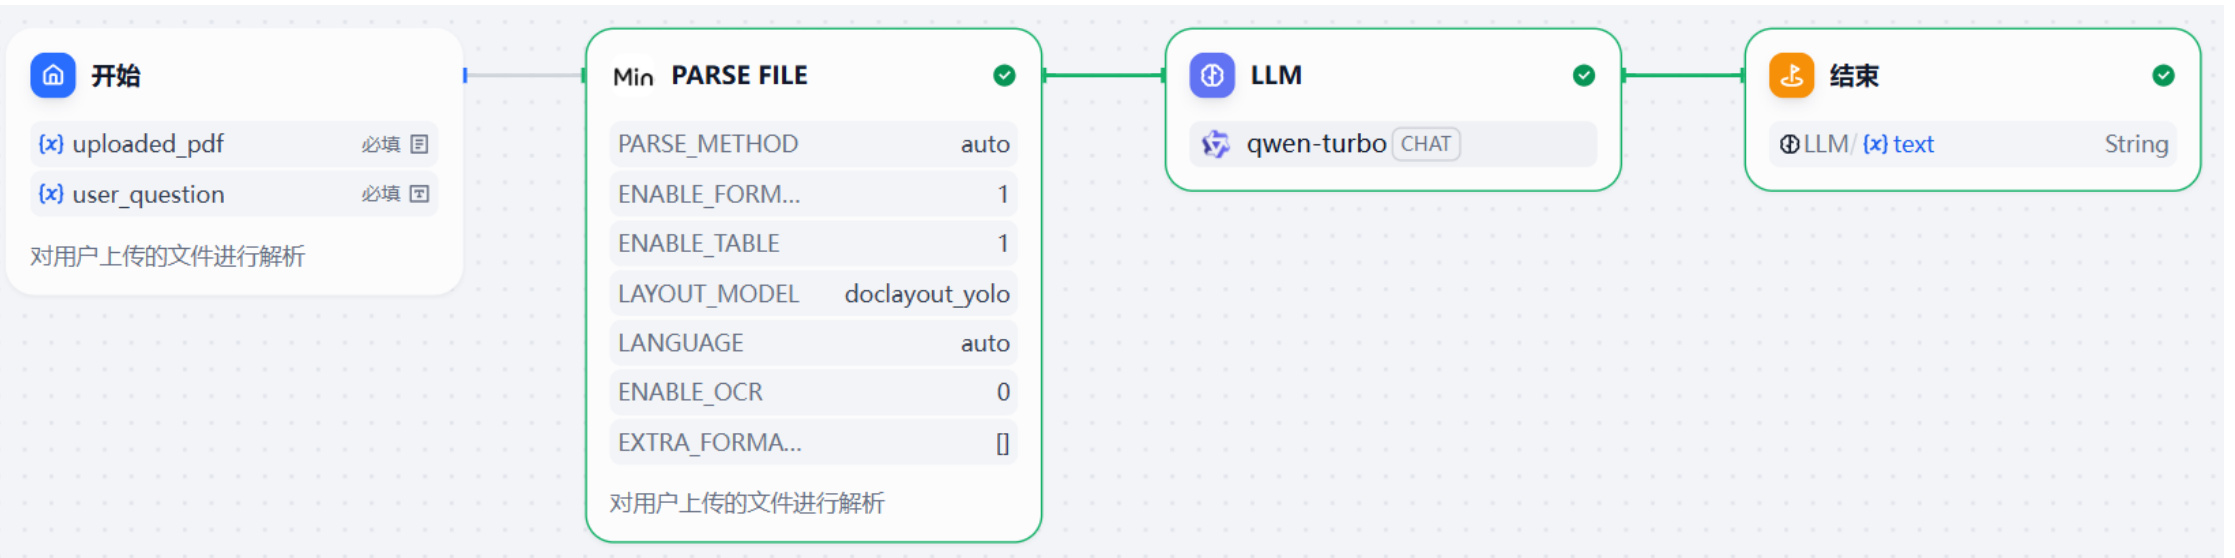 开始
{x} uploaded_pdf 必填
{x} user_question 必填
对用户上传的文件进行解析
Min PARSE FILE
PARSE_METHOD auto
ENABLE_FORM... 1
ENABLE_TABLE 1
LAYOUT_MODEL doclayout_yolo
LANGUAGE auto
ENABLE_OCR 0
EXTRA_FORMA... []
对用户上传的文件进行解析
LLM
qwen-turbo CHAT
结束
LLM/ {x} text String